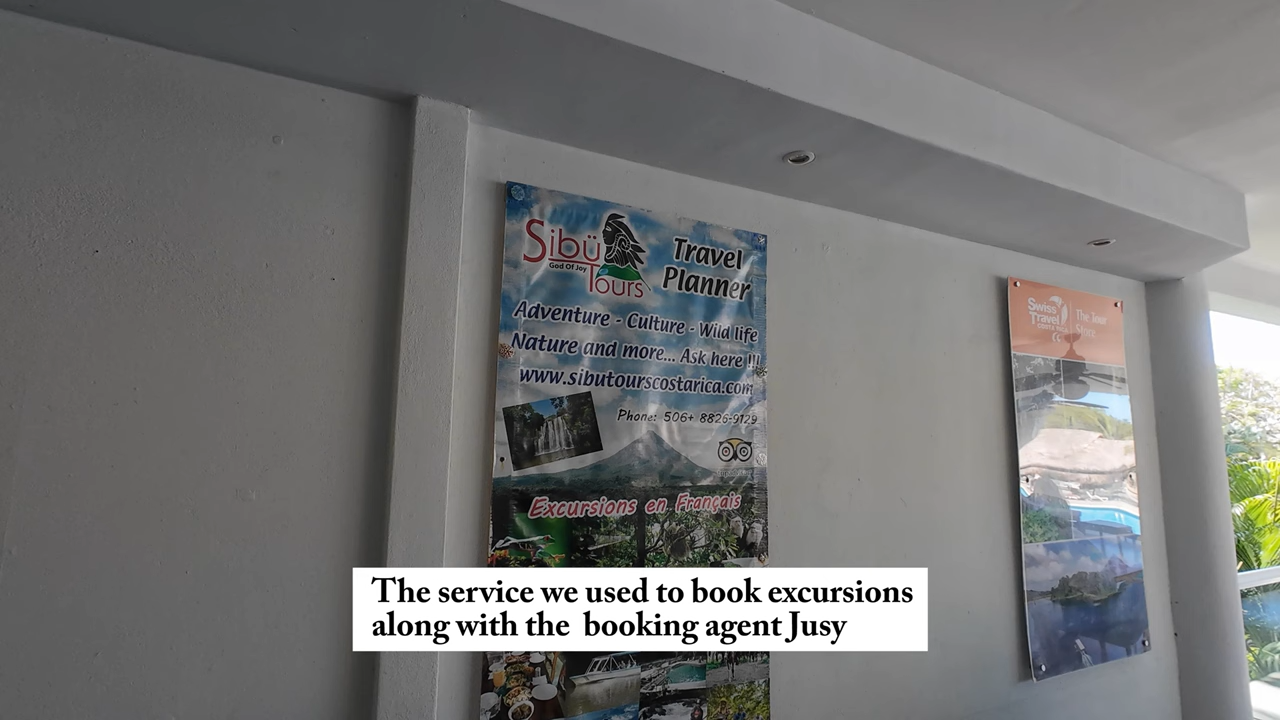 Sibü
God Of Joy
Tours
Travel
Planner
Adventure - Culture - Wild life
Nature and more... Ask here !!!
www.sibutourscostarica.com
Phone: 506+ 8826-9129
Excursions en Français
Swiss
Travel
COSTA RICA
The Tour
Store
The service we used to book excursions
along with the booking agent Jusy